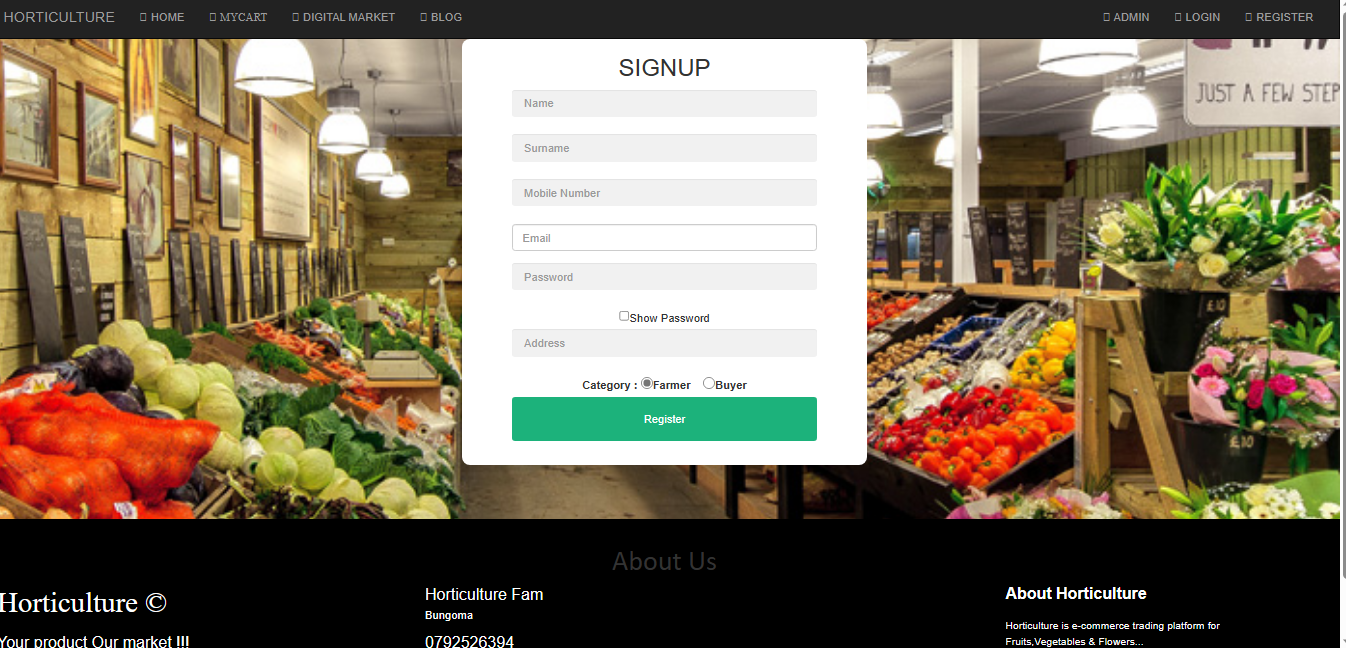 HORTICULTURE HOME MYCART DIGITAL MARKET BLOG ADMIN LOGIN REGISTER
JUST A FEW STEP
SIGNUP
Name
Surname
Mobile Number
Email
Password
Show Password
Address
Category : Farmer Buyer
Register
£10
£10
About Us
Horticulture ©
Your product Our market !!!
Horticulture Fam
Bungoma
0792526394
About Horticulture
Horticulture is e-commerce trading platform for
Fruits,Vegetables & Flowers...